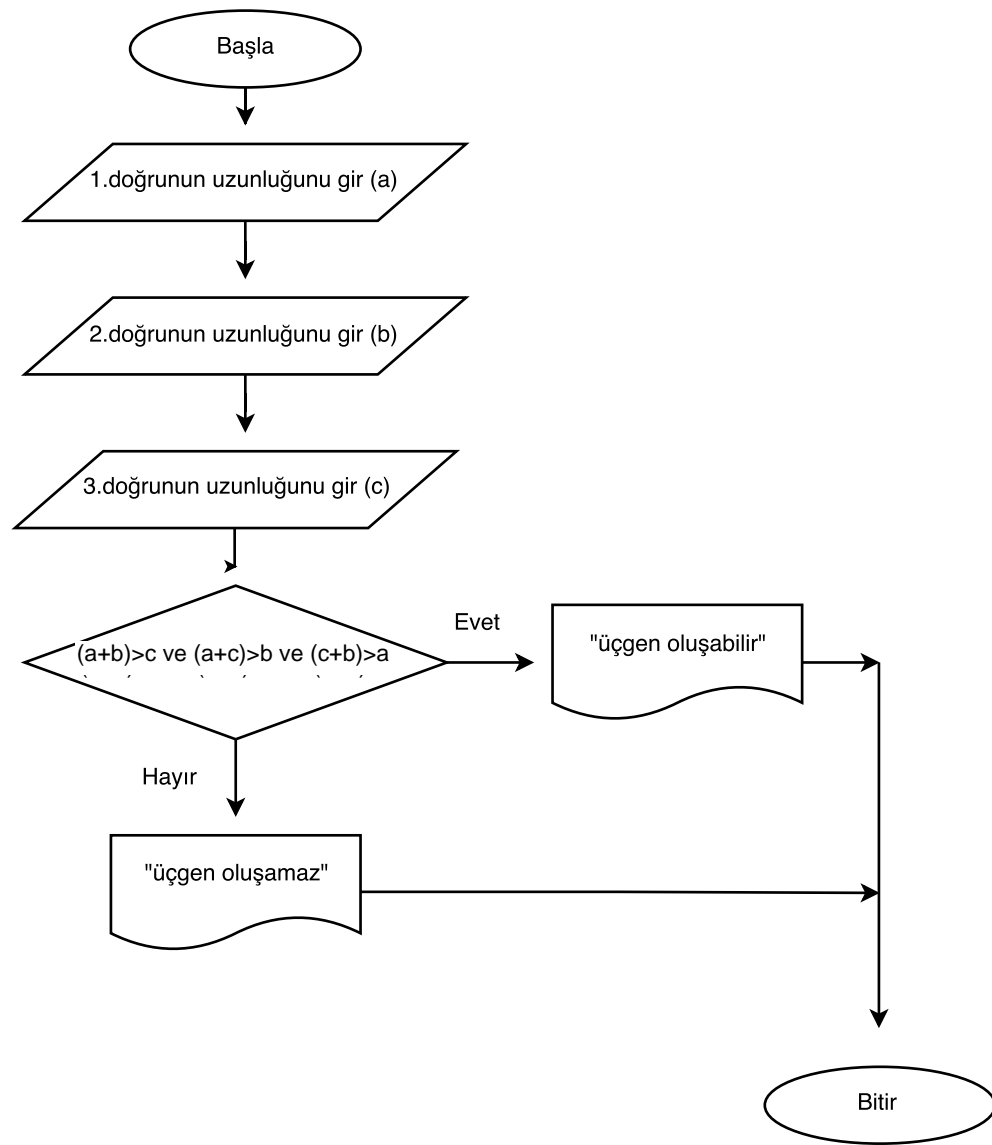 Başla
1.doğrunun uzunluğunu gir (a)
2.doğrunun uzunluğunu gir (b)
3.doğrunun uzunluğunu gir (c)
(a+b)>c ve (a+c)>b ve (c+b)>a
Evet
"üçgen oluşabilir"
Hayır
"üçgen oluşamaz"
Bitir